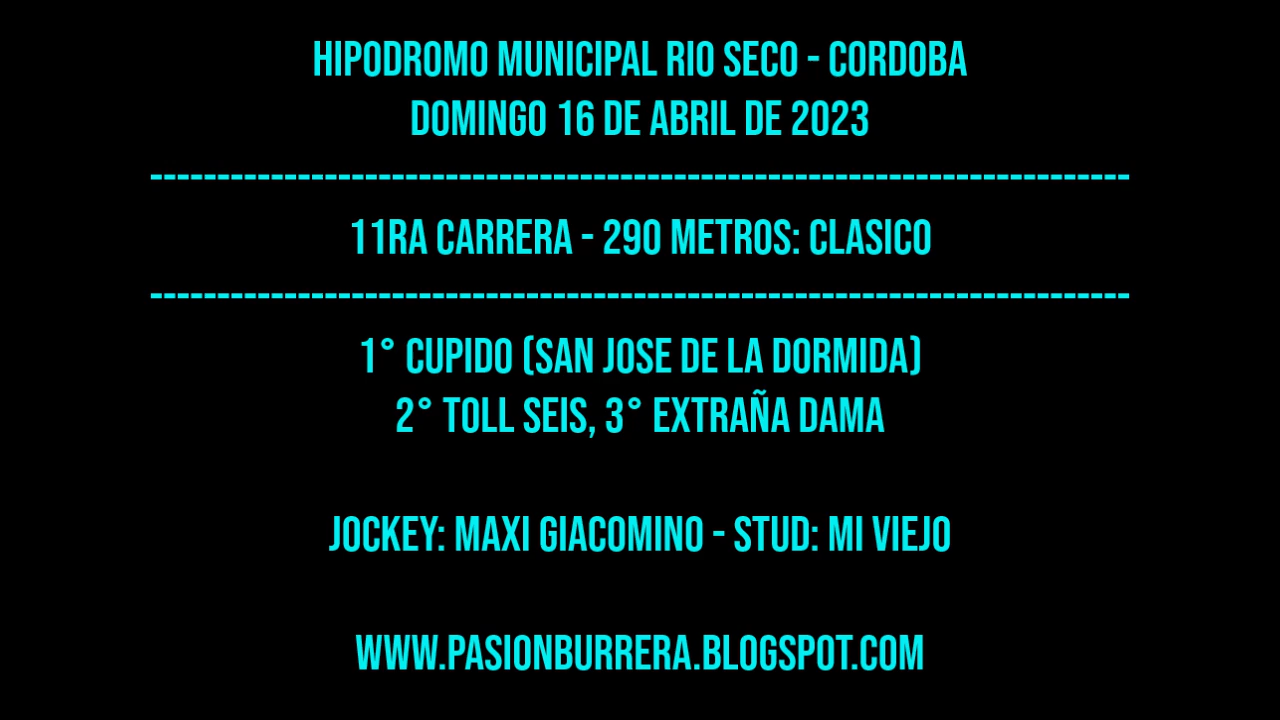 HIPODROMO MUNICIPAL RIO SECO - CORDOBA
DOMINGO 16 DE ABRIL DE 2023
-------------------------------------------------------------------------
11RA CARRERA - 290 METROS: CLASICO
-------------------------------------------------------------------------
1° CUPIDO (SAN JOSE DE LA DORMIDA)
2° TOLL SEIS, 3° EXTRAÑA DAMA
JOCKEY: MAXI GIACOMINO - STUD: MI VIEJO
WWW.PASIONBURRERA.BLOGSPOT.COM